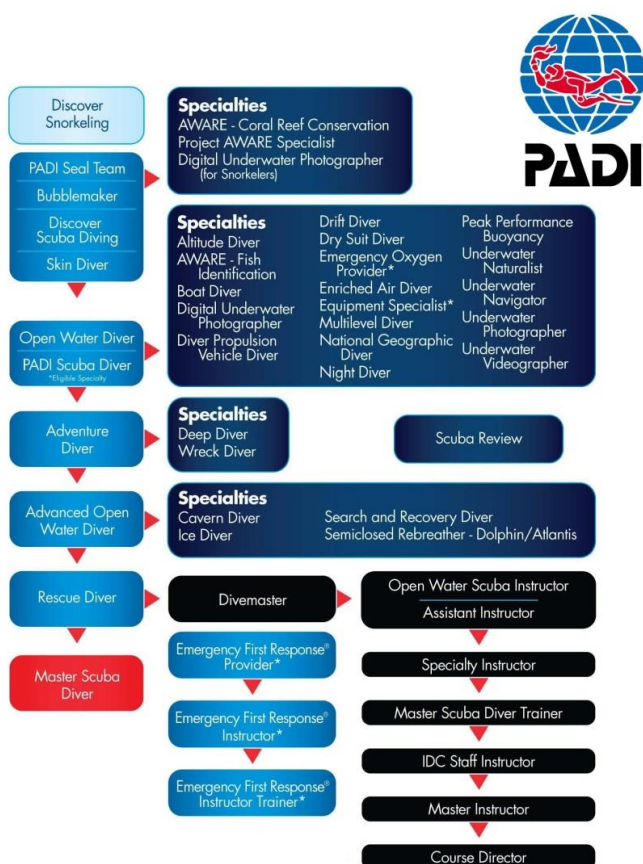 PADI
Discover
Snorkeling
Specialties
AWARE - Coral Reef Conservation
Project AWARE Specialist
Digital Underwater Photographer
(for Snorkelers)
PADI Seal Team
Bubblemaker
Discover
Scuba Diving
Skin Diver
Specialties
Altitude Diver
AWARE - Fish
Identification
Boat Diver
Digital Underwater
Photographer
Diver Propulsion
Vehicle Diver
Drift Diver
Dry Suit Diver
Emergency Oxygen
Provider*
Enriched Air Diver
Equipment Specialist*
Multilevel Diver
National Geographic
Diver
Night Diver
Peak Performance
Buoyancy
Underwater
Naturalist
Underwater
Navigator
Underwater
Photographer
Underwater
Videographer
Open Water Diver
PADI Scuba Diver
*Eligible Specialty
Adventure
Diver
Specialties
Deep Diver
Wreck Diver
Scuba Review
Advanced Open
Water Diver
Specialties
Cavern Diver
Ice Diver
Search and Recovery Diver
Semiclosed Rebreather - Dolphin/Atlantis
Rescue Diver
Divemaster
Open Water Scuba Instructor
Assistant Instructor
Master Scuba
Diver
Emergency First Response®
Provider*
Emergency First Response®
Instructor*
Emergency First Response®
Instructor Trainer*
Specialty Instructor
Master Scuba Diver Trainer
IDC Staff Instructor
Master Instructor
Course Director